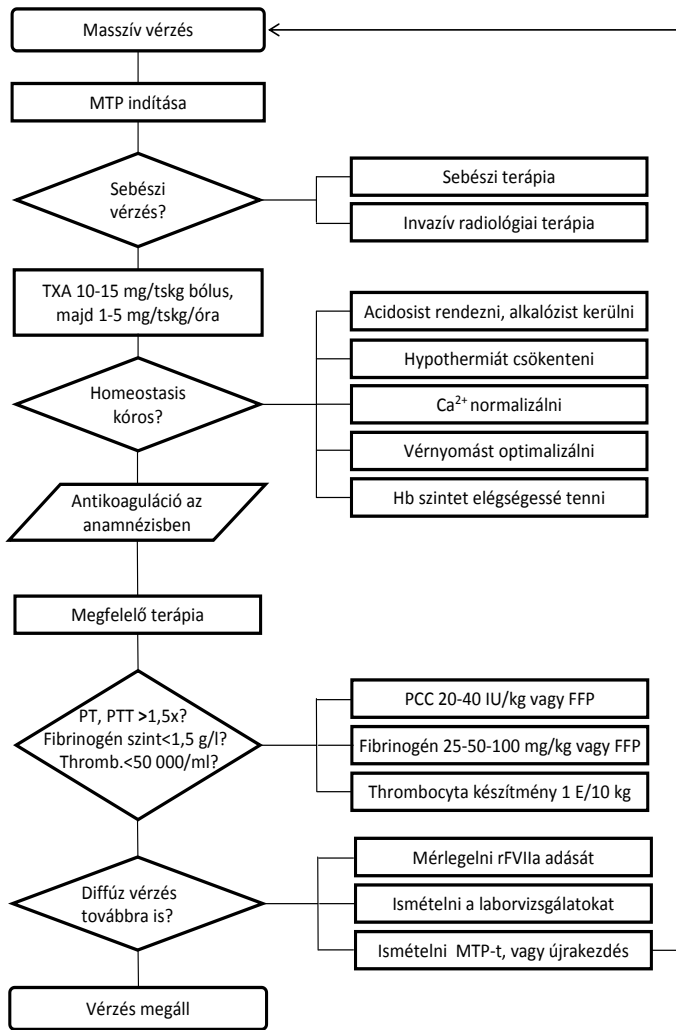 Masszív vérzés
MTP indítása
Sebészi
vérzés?
Sebészi terápia
Invazív radiológiai terápia
TXA 10-15 mg/tskg bólus,
majd 1-5 mg/tskg/óra
Homeostasis
kóros?
Acidosist rendezni, alkalózist kerülni
Hypothermiát csökenteni
Ca²⁺ normalizálni
Vérnyomást optimalizálni
Hb szintet elégségessé tenni
Antikoaguláció az
anamnézisben
Megfelelő terápia
PT, PTT >1,5x?
Fibrinogén szint<1,5 g/l?
Thromb.<50 000/ml?
PCC 20-40 IU/kg vagy FFP
Fibrinogén 25-50-100 mg/kg vagy FFP
Thrombocyta készítmény 1 E/10 kg
Diffúz vérzés
továbbra is?
Mérlegelni rFVIIa adását
Ismételni a laborvizsgálatokat
Ismételni MTP-t, vagy újrakezdés
Vérzés megáll